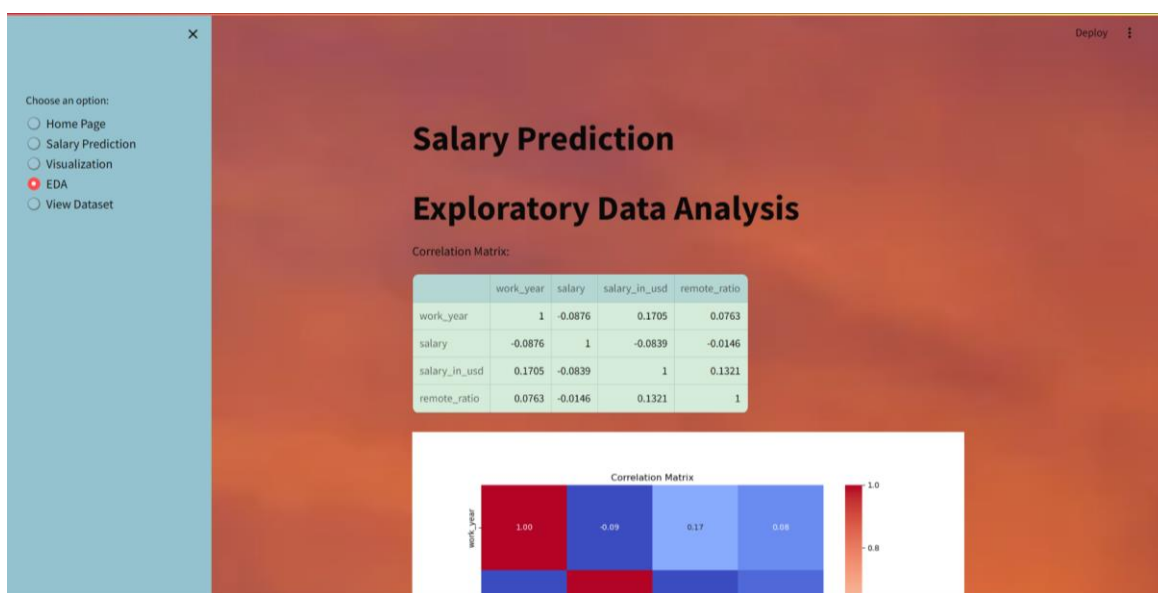 Deploy
Choose an option:
Home Page
Salary Prediction
Visualization
EDA
View Dataset
Salary Prediction
Exploratory Data Analysis
Correlation Matrix:
work_year salary salary_in_usd remote_ratio
work_year 1 -0.0876 0.1705 0.0763
salary -0.0876 1 -0.0839 -0.0146
salary_in_usd 0.1705 -0.0839 1 0.1321
remote_ratio 0.0763 -0.0146 0.1321 1
Correlation Matrix
work_year
1.00 -0.09 0.17 0.08
1.0
0.8